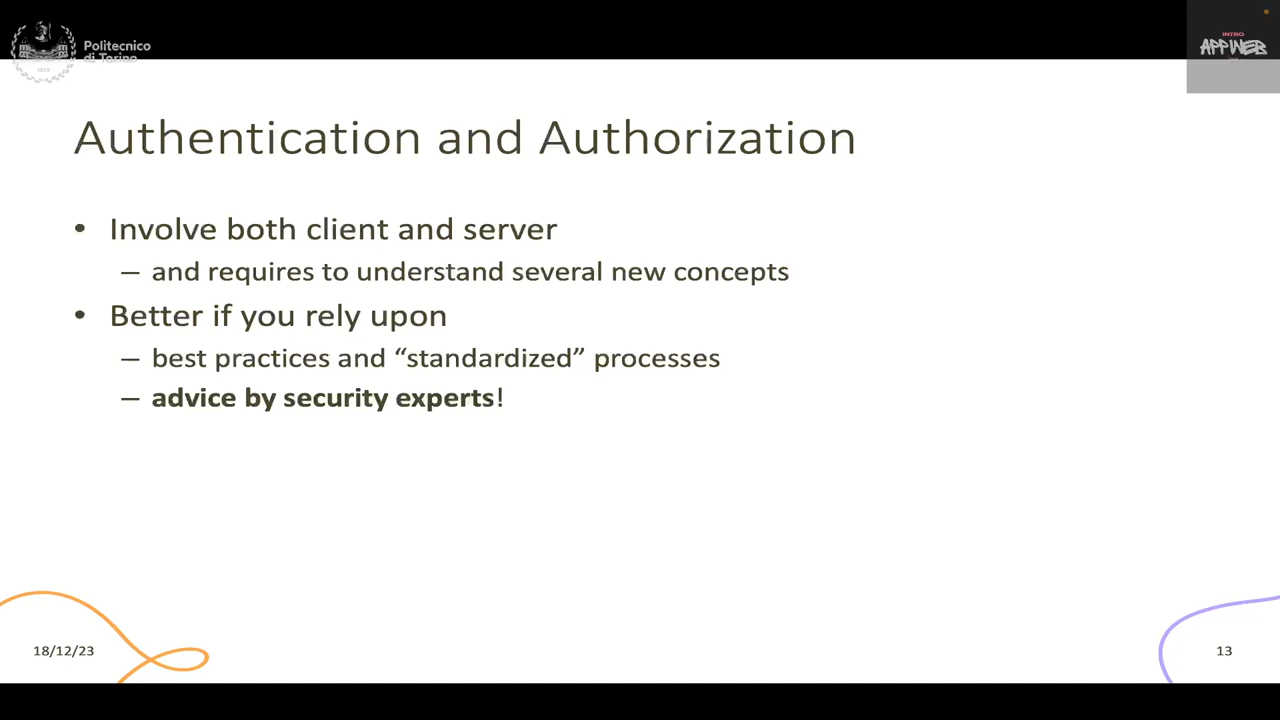 Politecnico
di Torino
INTRO
APPWEB
Authentication and Authorization
• Involve both client and server
– and requires to understand several new concepts
• Better if you rely upon
– best practices and “standardized” processes
– advice by security experts!
18/12/23
13